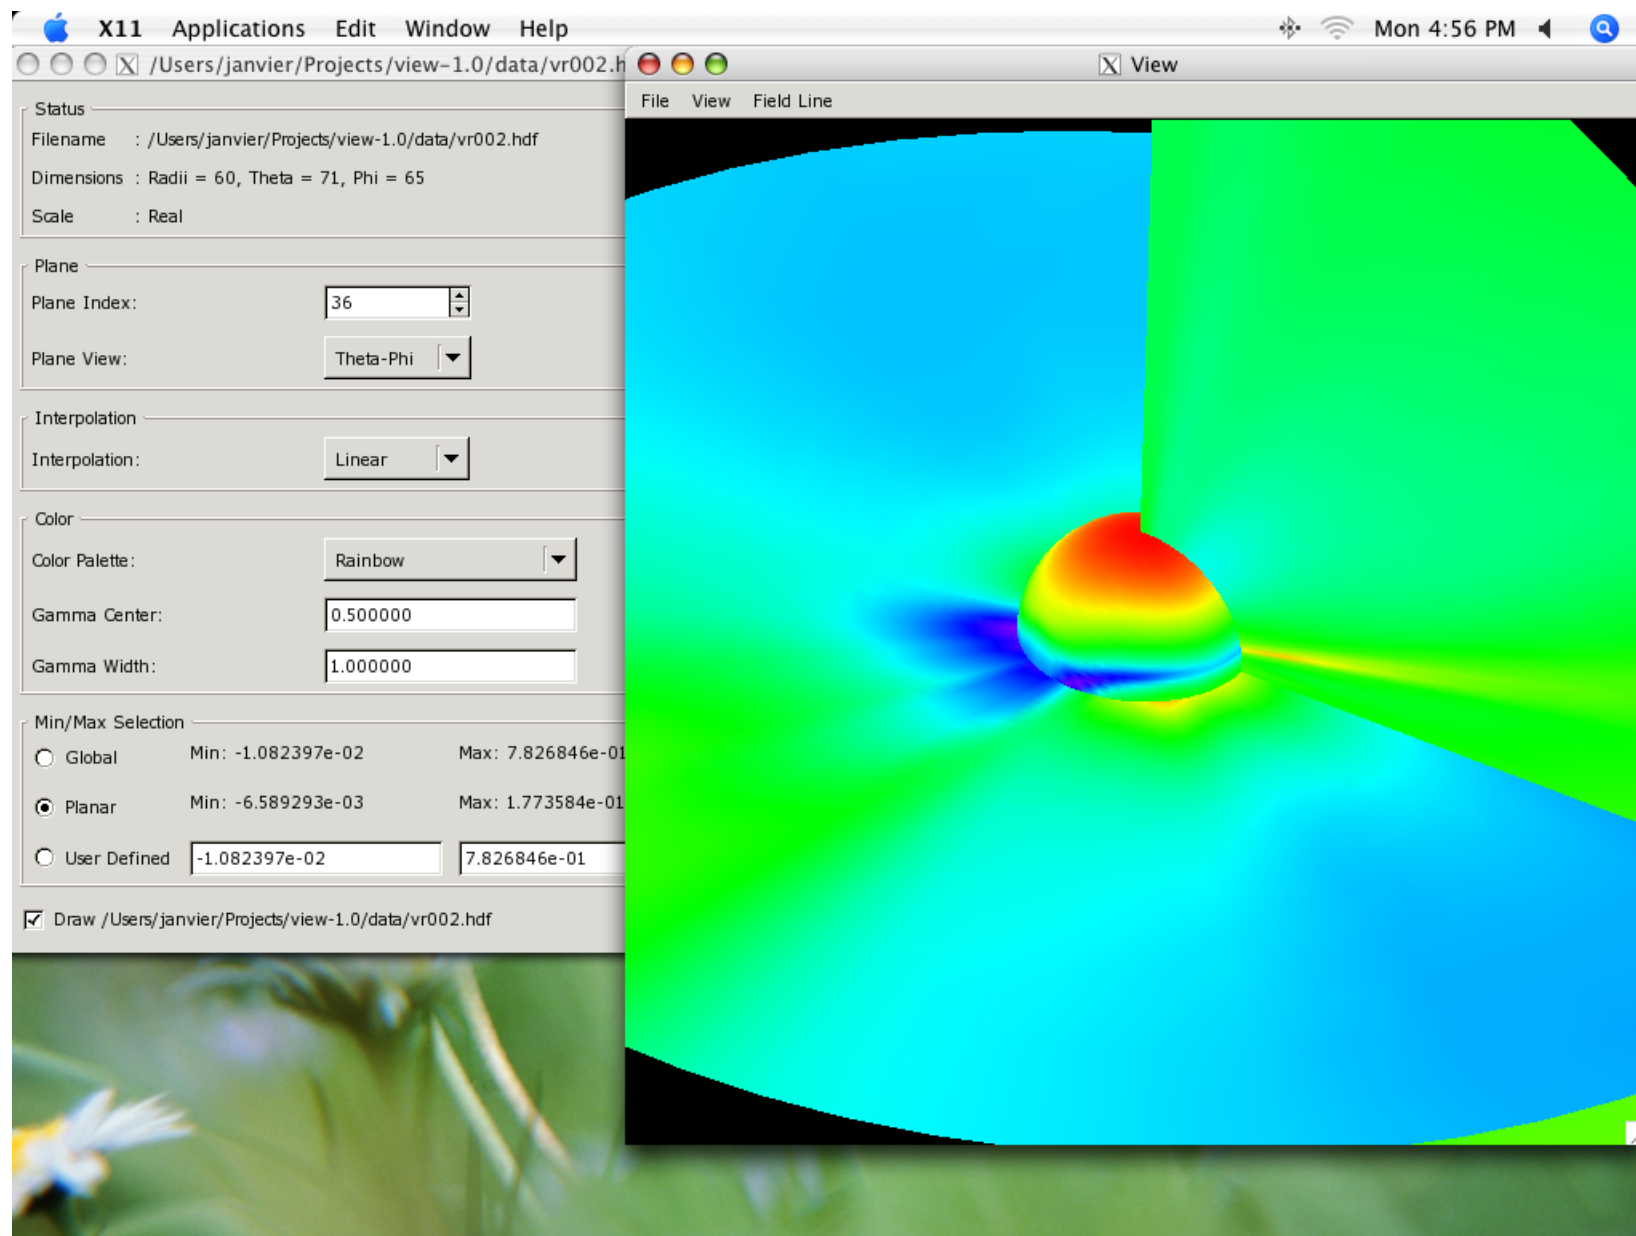 X11 Applications Edit Window Help Mon 4:56 PM
X /Users/janvier/Projects/view-1.0/data/vr002.h
X View
File View Field Line
Status
Filename : /Users/janvier/Projects/view-1.0/data/vr002.hdf
Dimensions : Radii = 60, Theta = 71, Phi = 65
Scale : Real
Plane
Plane Index: 36
Plane View: Theta-Phi
Interpolation
Interpolation: Linear
Color
Color Palette: Rainbow
Gamma Center: 0.500000
Gamma Width: 1.000000
Min/Max Selection
Global Min: -1.082397e-02 Max: 7.826846e-01
Planar Min: -6.589293e-03 Max: 1.773584e-01
User Defined -1.082397e-02 7.826846e-01
Draw /Users/janvier/Projects/view-1.0/data/vr002.hdf